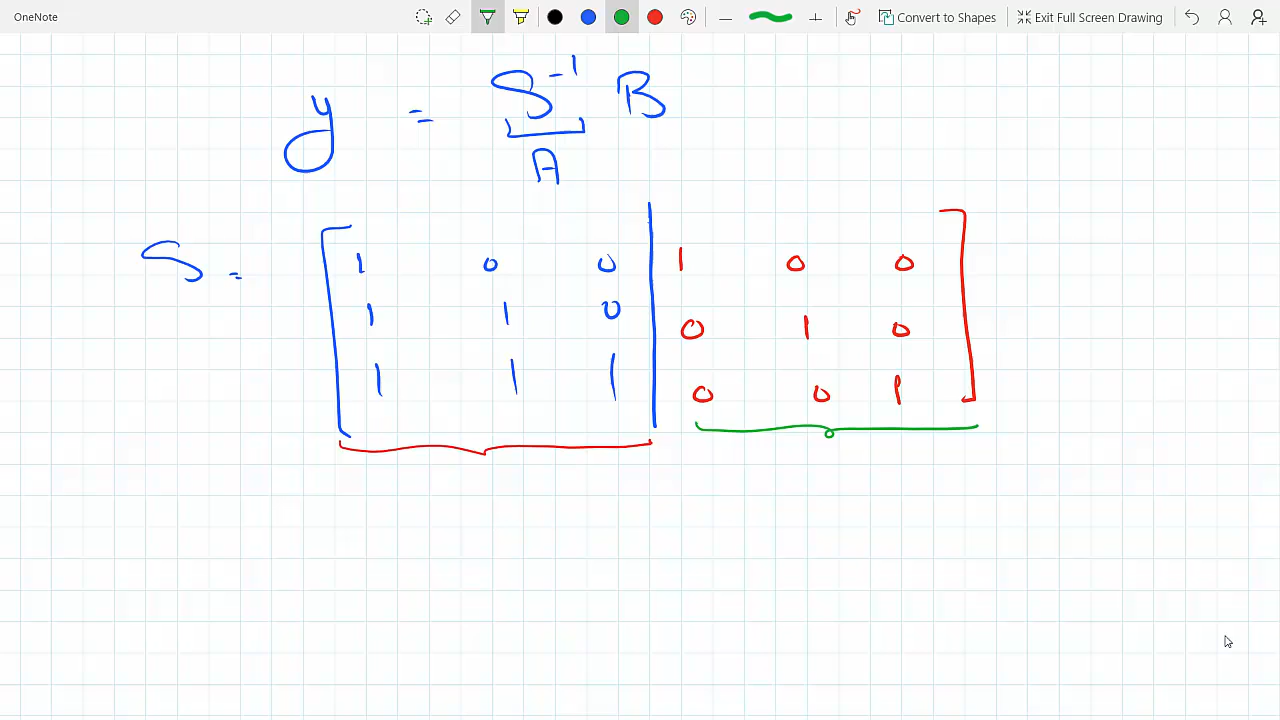 OneNote
Convert to Shapes Exit Full Screen Drawing
y = S⁻¹ B
A
S = [ 1 0 0 | 1 0 0 ]
1 1 0 | 0 1 0
1 1 1 | 0 0 1